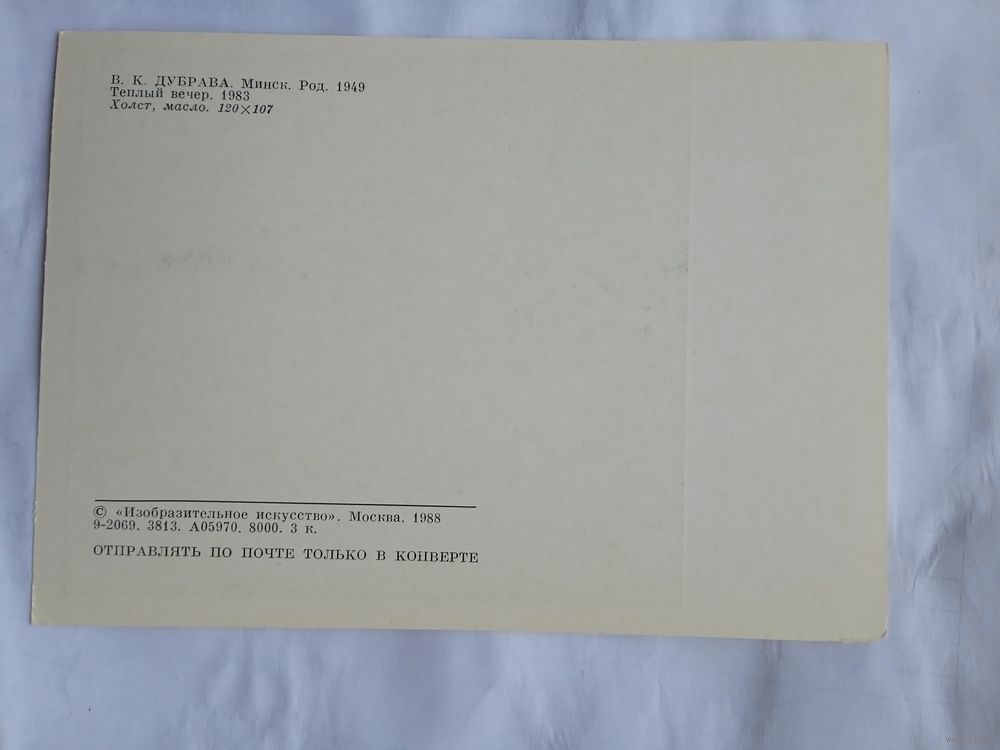 В. К. ДУБРАВА. Минск. Род. 1949
Теплый вечер. 1983
Холст, масло. 120×107
© «Изобразительное искусство». Москва. 1988
9-2069. 3813. А05970. 8000. 3 к.
ОТПРАВЛЯТЬ ПО ПОЧТЕ ТОЛЬКО В КОНВЕРТЕ